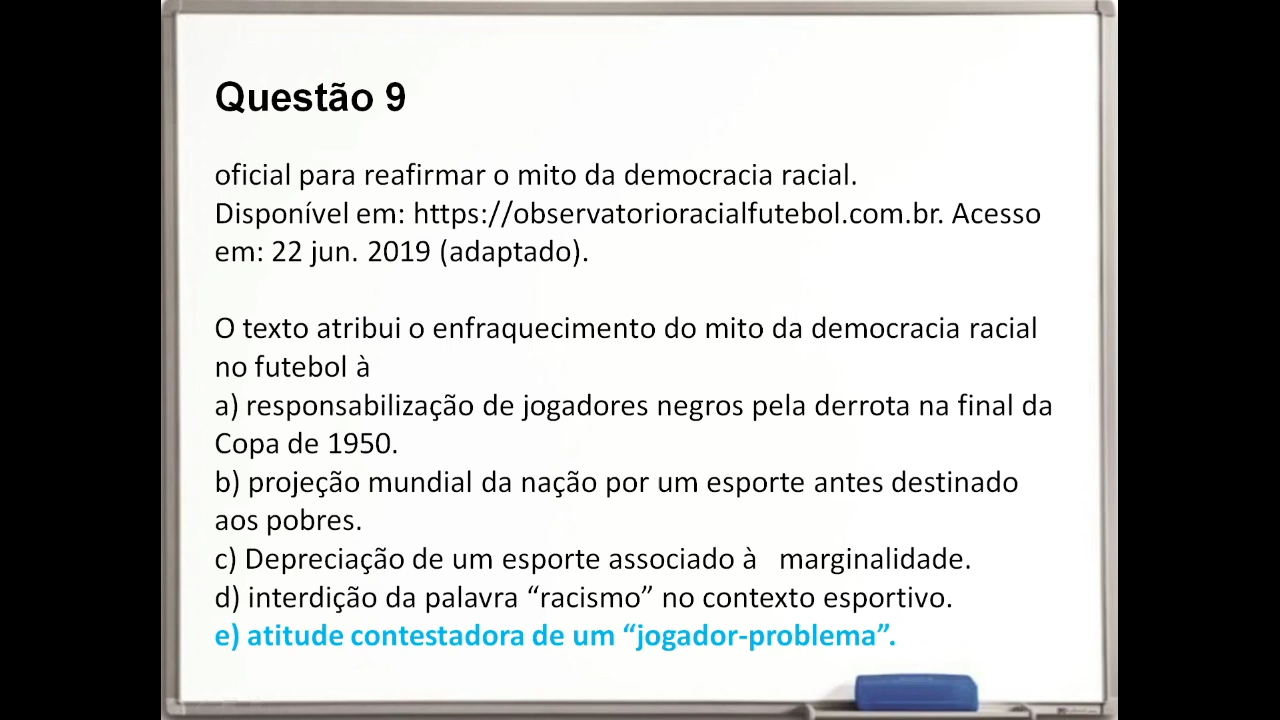 Questão 9
oficial para reafirmar o mito da democracia racial.
Disponível em: https://observatorioracialfutebol.com.br. Acesso
em: 22 jun. 2019 (adaptado).
O texto atribui o enfraquecimento do mito da democracia racial
no futebol à
a) responsabilização de jogadores negros pela derrota na final da
Copa de 1950.
b) projeção mundial da nação por um esporte antes destinado
aos pobres.
c) Depreciação de um esporte associado à marginalidade.
d) interdição da palavra “racismo” no contexto esportivo.
e) atitude contestadora de um “jogador-problema”.